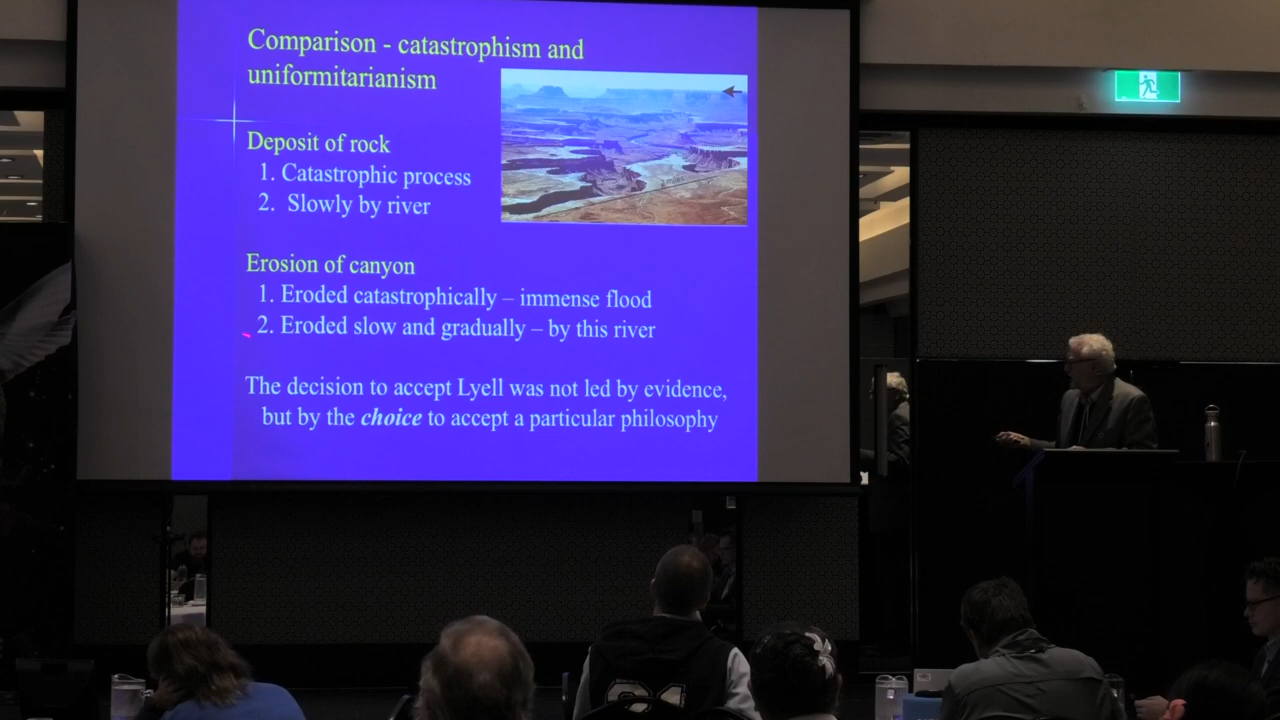 Comparison - catastrophism and
uniformitarianism
2 miles
Deposit of rock
1. Catastrophic process
2. Slowly by river
Erosion of canyon
1. Eroded catastrophically – immense flood
2. Eroded slow and gradually – by this river
The decision to accept Lyell was not led by evidence,
but by the choice to accept a particular philosophy